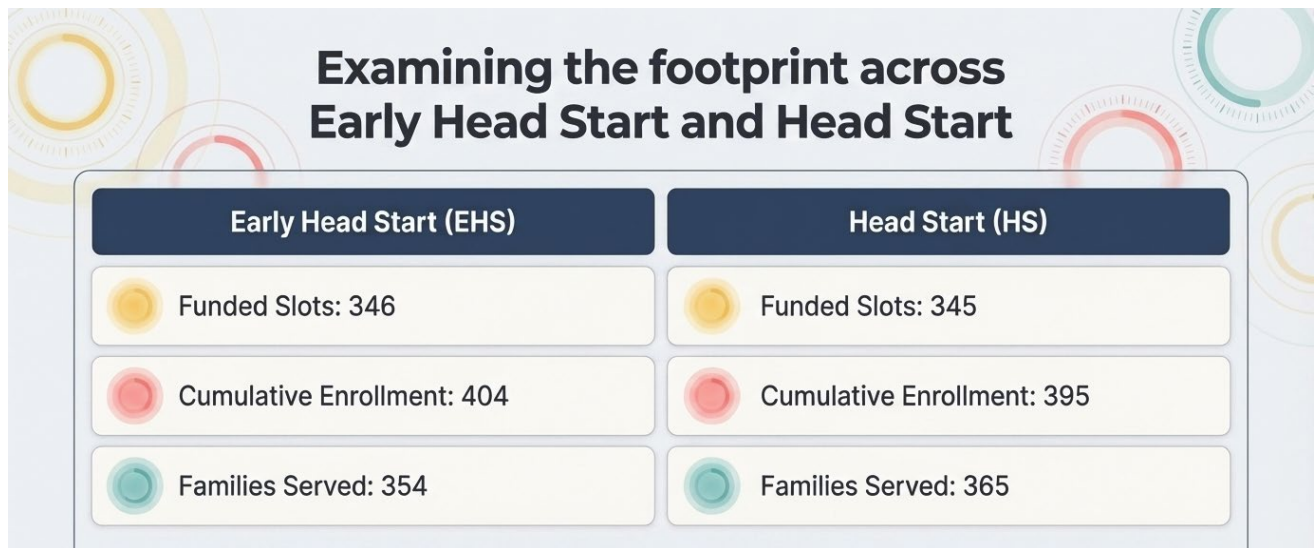 Examining the footprint across
Early Head Start and Head Start
Early Head Start (EHS)
Head Start (HS)
Funded Slots: 346
Funded Slots: 345
Cumulative Enrollment: 404
Cumulative Enrollment: 395
Families Served: 354
Families Served: 365